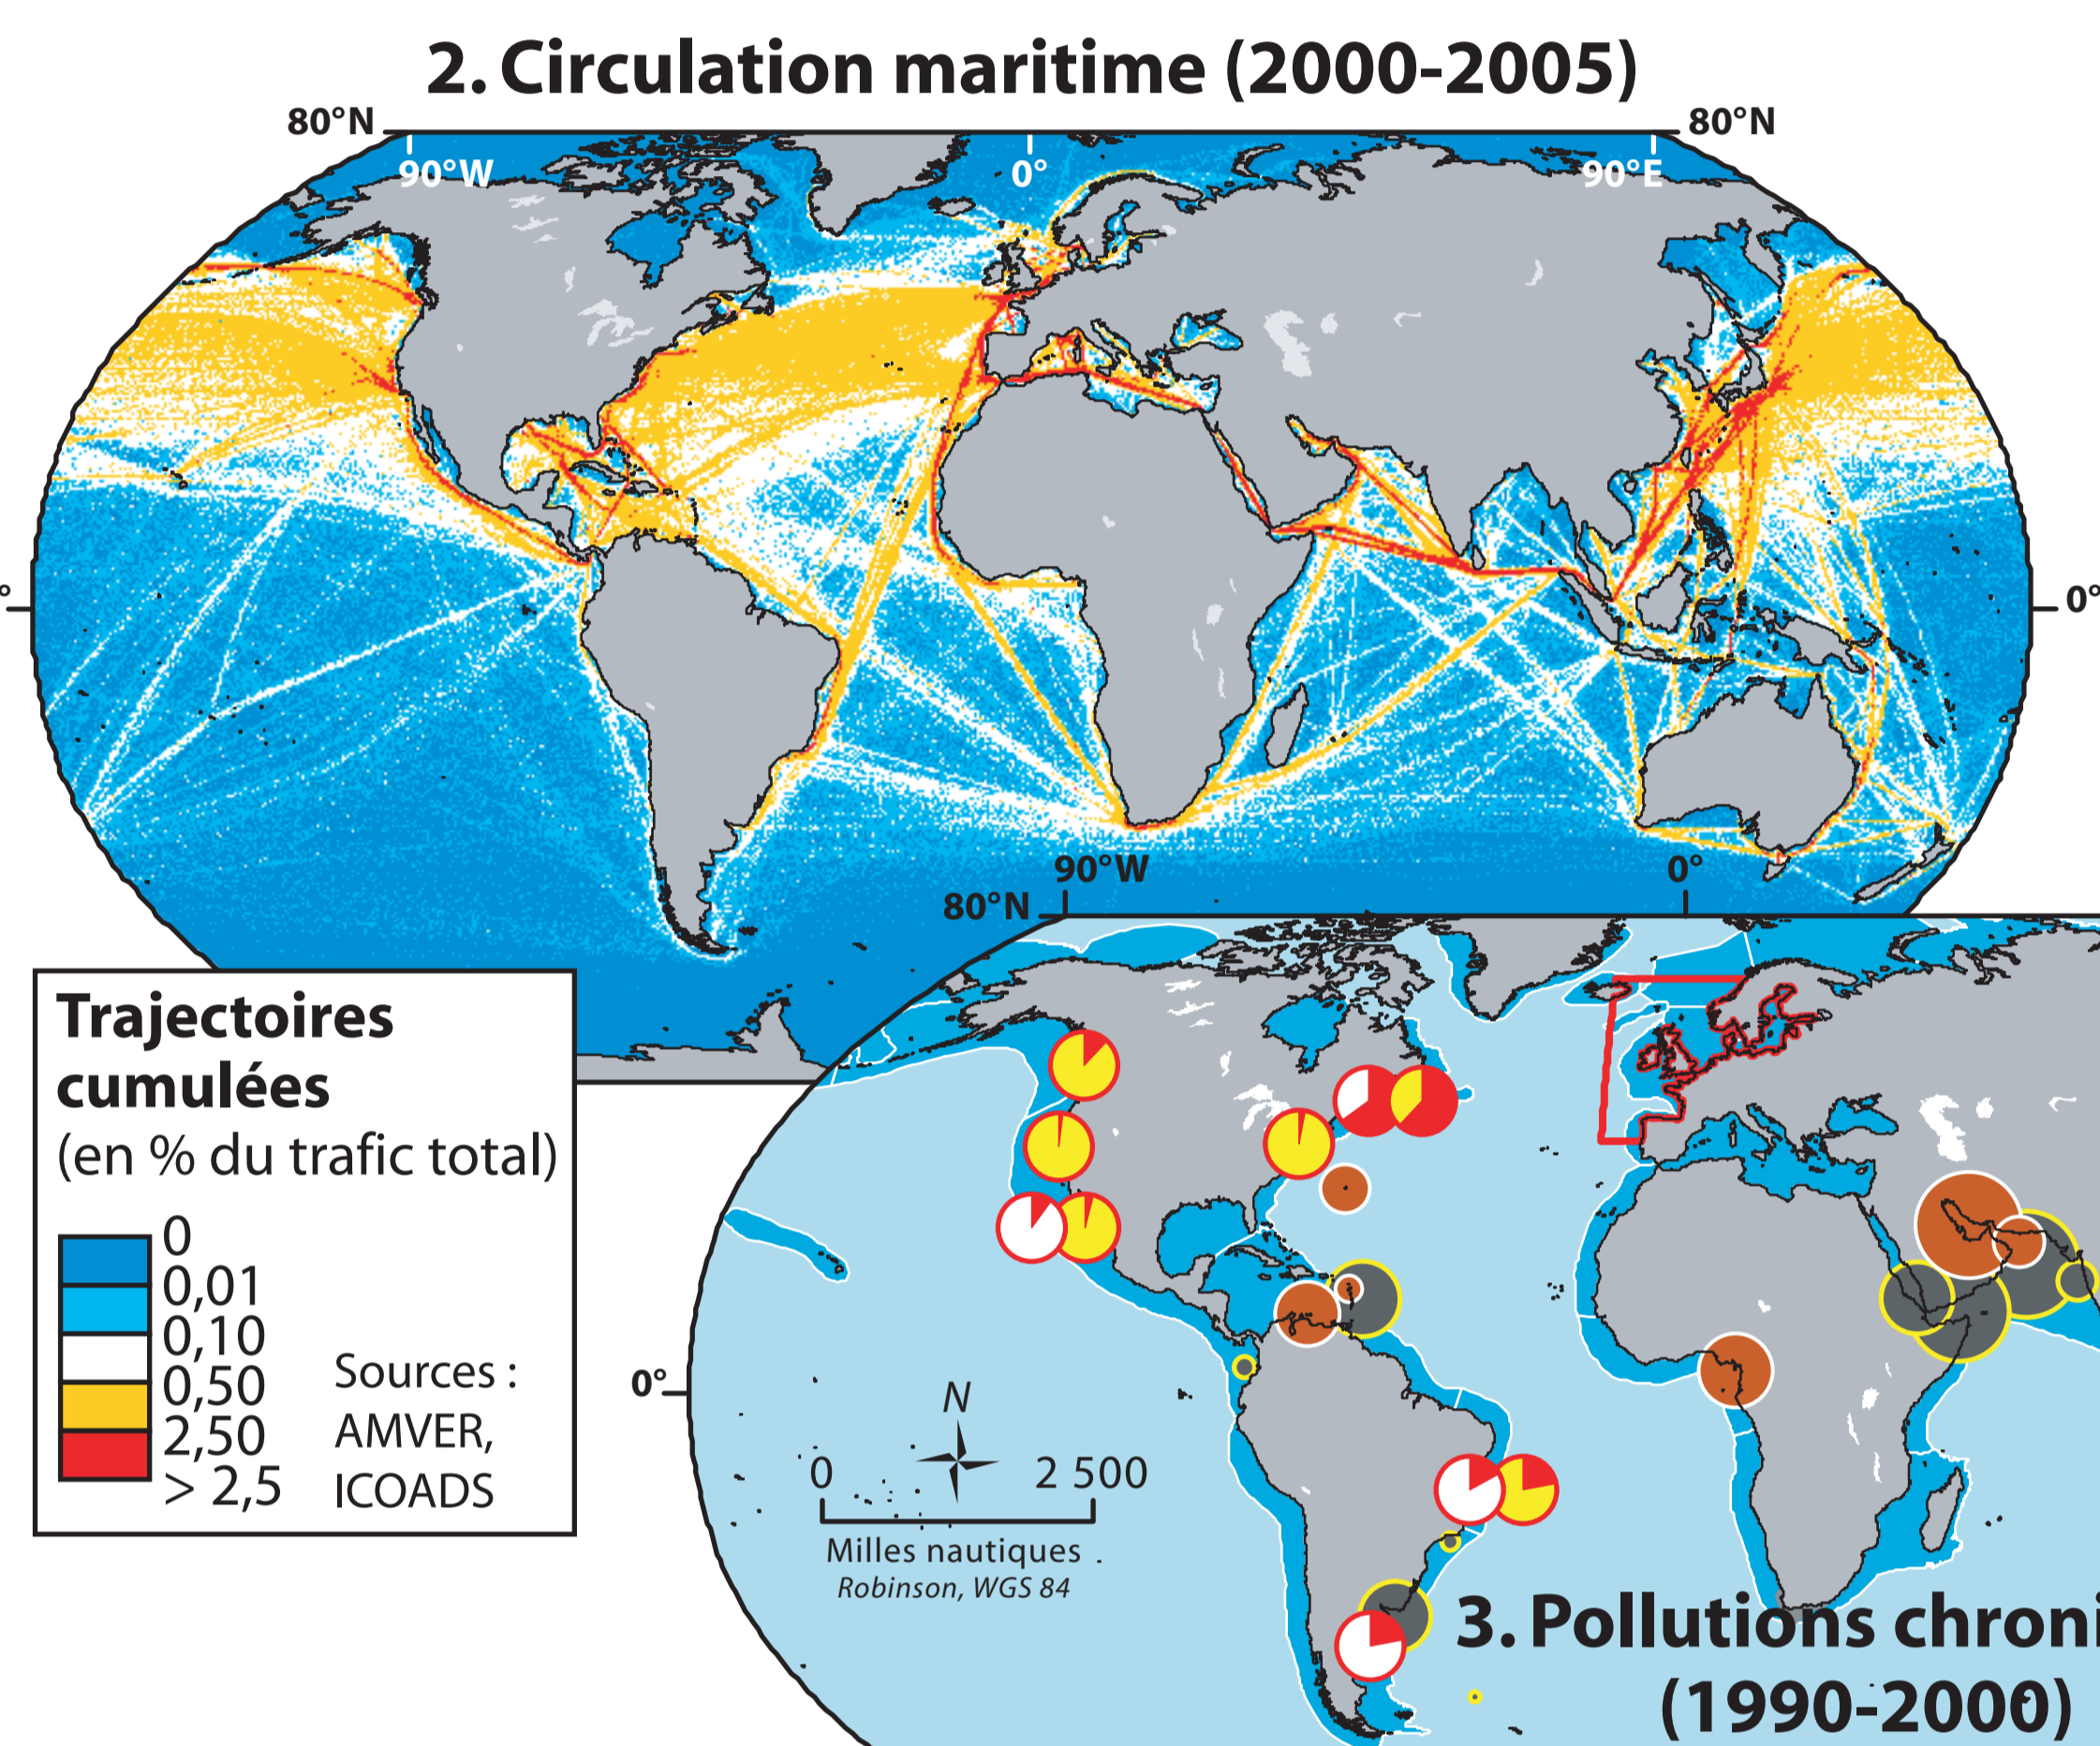 2. Circulation maritime (2000-2005)
80°N
80°N
90°W
0°
90°E
0°
90°W
0°
80°N
Trajectoires
cumulées
(en % du trafic total)
0
0,01
0,10
0,50
2,50
> 2,5
Sources :
AMVER,
ICOADS
0°
N
0
2 500
Milles nautiques
Robinson, WGS 84
3. Pollutions chroni
(1990-2000)